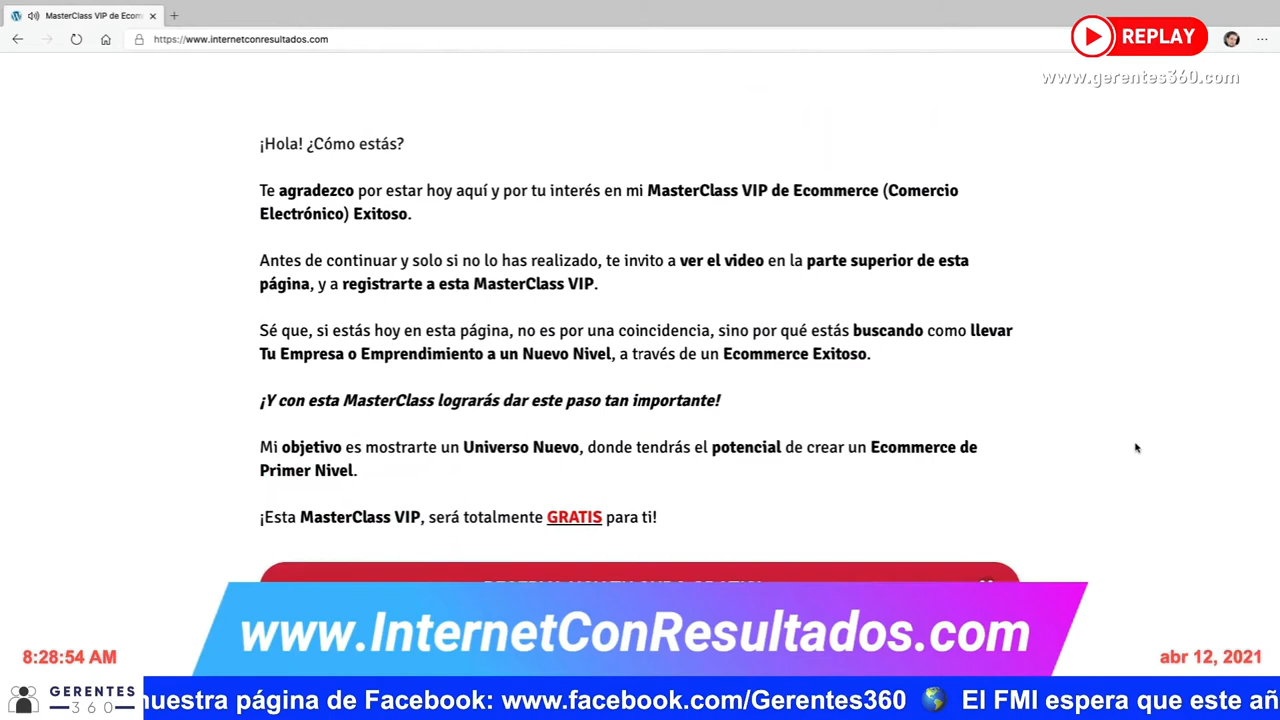 MasterClass VIP de Ecom
https://www.internetconresultados.com
REPLAY
www.gerentes360.com
¡Hola! ¿Cómo estás?
Te agradezco por estar hoy aquí y por tu interés en mi MasterClass VIP de Ecommerce (Comercio
Electrónico) Exitoso.
Antes de continuar y solo si no lo has realizado, te invito a ver el video en la parte superior de esta
página, y a registrarte a esta MasterClass VIP.
Sé que, si estás hoy en esta página, no es por una coincidencia, sino por qué estás buscando como llevar
Tu Empresa o Emprendimiento a un Nuevo Nivel, a través de un Ecommerce Exitoso.
¡Y con esta MasterClass lograrás dar este paso tan importante!
Mi objetivo es mostrarte un Universo Nuevo, donde tendrás el potencial de crear un Ecommerce de
Primer Nivel.
¡Esta MasterClass VIP, será totalmente GRATIS para ti!
www.InternetConResultados.com
8:28:54 AM
abr 12, 2021
GERENTES
360
nuestra página de Facebook: www.facebook.com/Gerentes360 El FMI espera que este añ